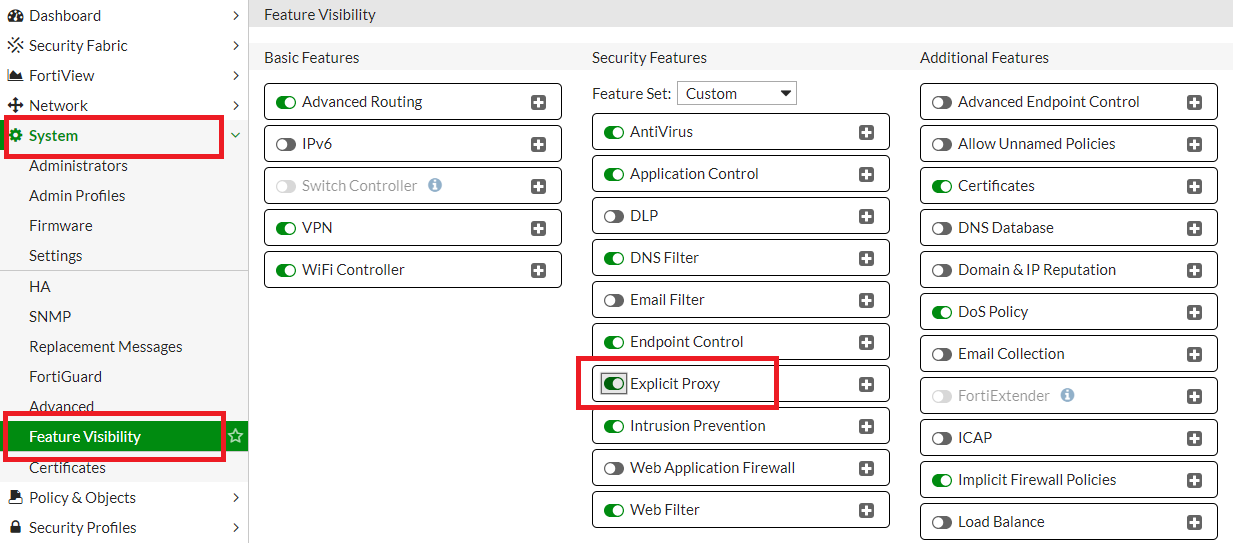 Dashboard
Security Fabric
FortiView
Network
System
Administrators
Admin Profiles
Firmware
Settings
HA
SNMP
Replacement Messages
FortiGuard
Advanced
Feature Visibility
Certificates
Policy & Objects
Security Profiles
Feature Visibility
Basic Features
Advanced Routing
IPv6
Switch Controller
VPN
WiFi Controller
Security Features
Feature Set: Custom
AntiVirus
Application Control
DLP
DNS Filter
Email Filter
Endpoint Control
Explicit Proxy
Intrusion Prevention
Web Application Firewall
Web Filter
Additional Features
Advanced Endpoint Control
Allow Unnamed Policies
Certificates
DNS Database
Domain & IP Reputation
DoS Policy
Email Collection
FortiExtender
ICAP
Implicit Firewall Policies
Load Balance